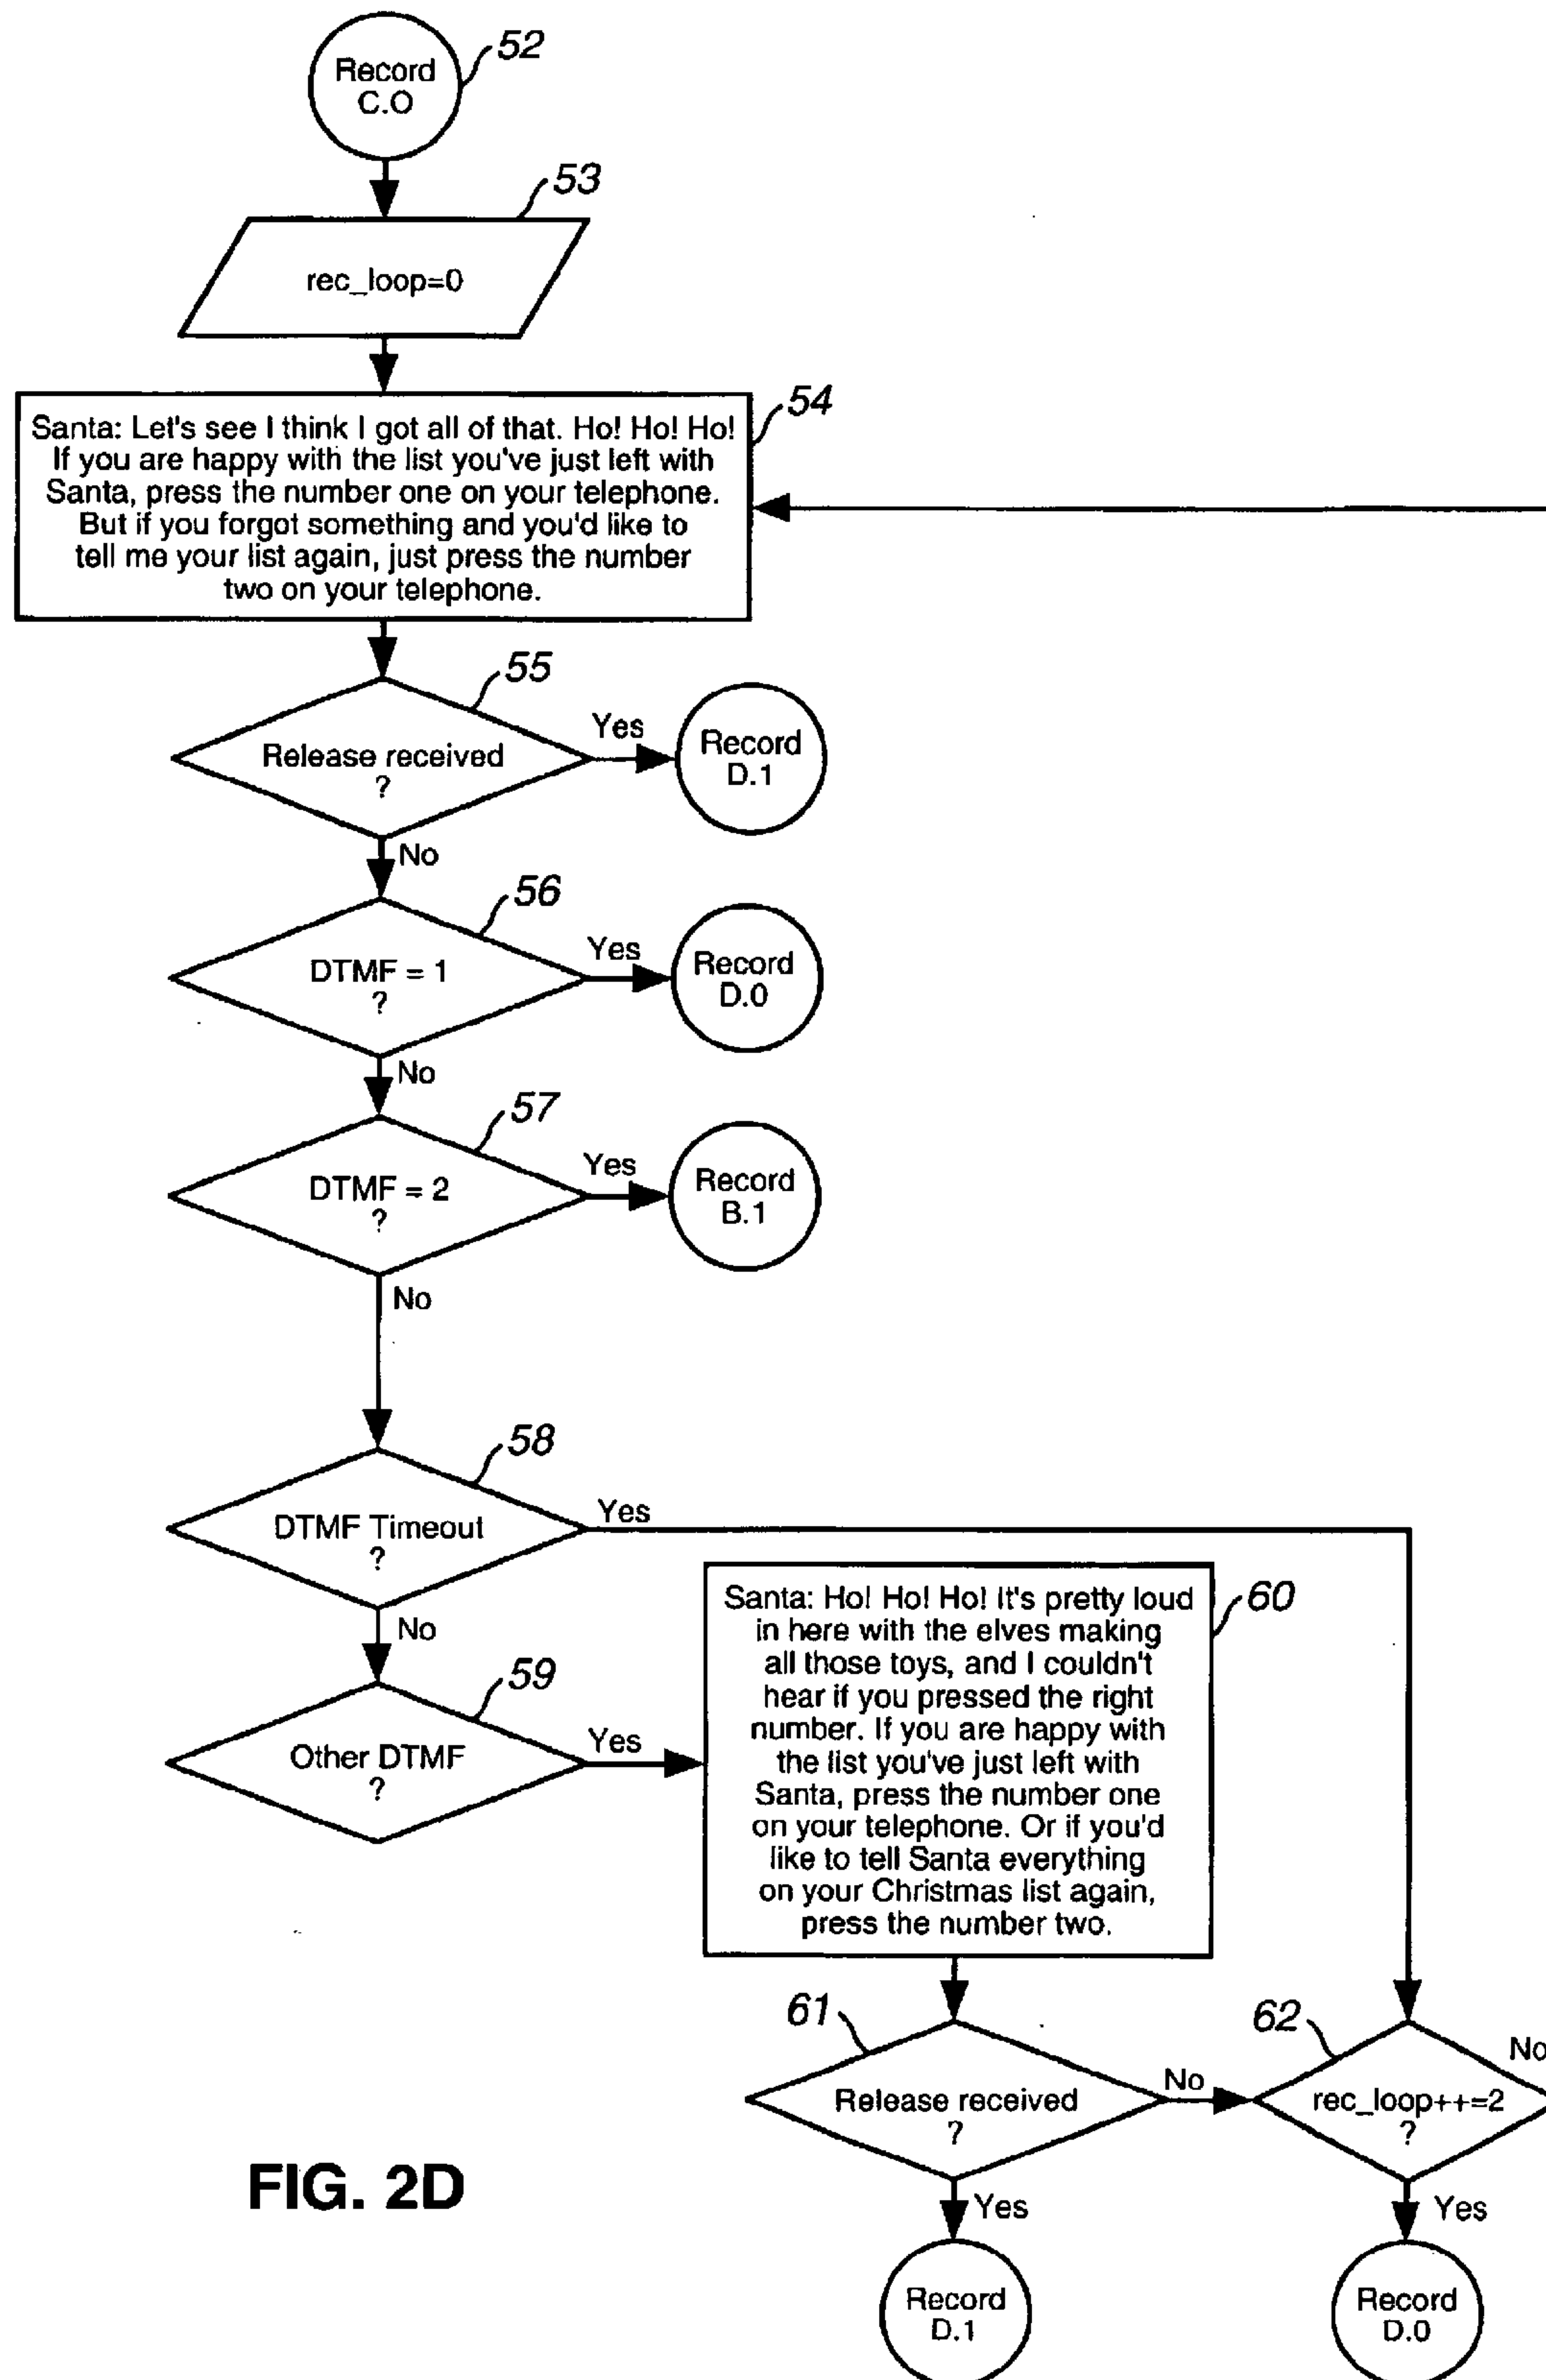 Record
C.O
52
53
rec_loop=0
54
Santa: Let's see I think I got all of that. Ho! Ho! Ho!
If you are happy with the list you've just left with
Santa, press the number one on your telephone.
But if you forgot something and you'd like to
tell me your list again, just press the number
two on your telephone.
55
Release received
?
Yes
Record
D.1
No
56
DTMF = 1
?
Yes
Record
D.0
No
57
DTMF = 2
?
Yes
Record
B.1
No
58
DTMF Timeout
?
Yes
No
59
Other DTMF
?
Yes
60
Santa: Ho! Ho! Ho! It's pretty loud
in here with the elves making
all those toys, and I couldn't
hear if you pressed the right
number. If you are happy with
the list you've just left with
Santa, press the number one
on your telephone. Or if you'd
like to tell Santa everything
on your Christmas list again,
press the number two.
61
Release received
?
No
Yes
Record
D.1
62
rec_loop++=2
?
No
Yes
Record
D.0
FIG. 2D